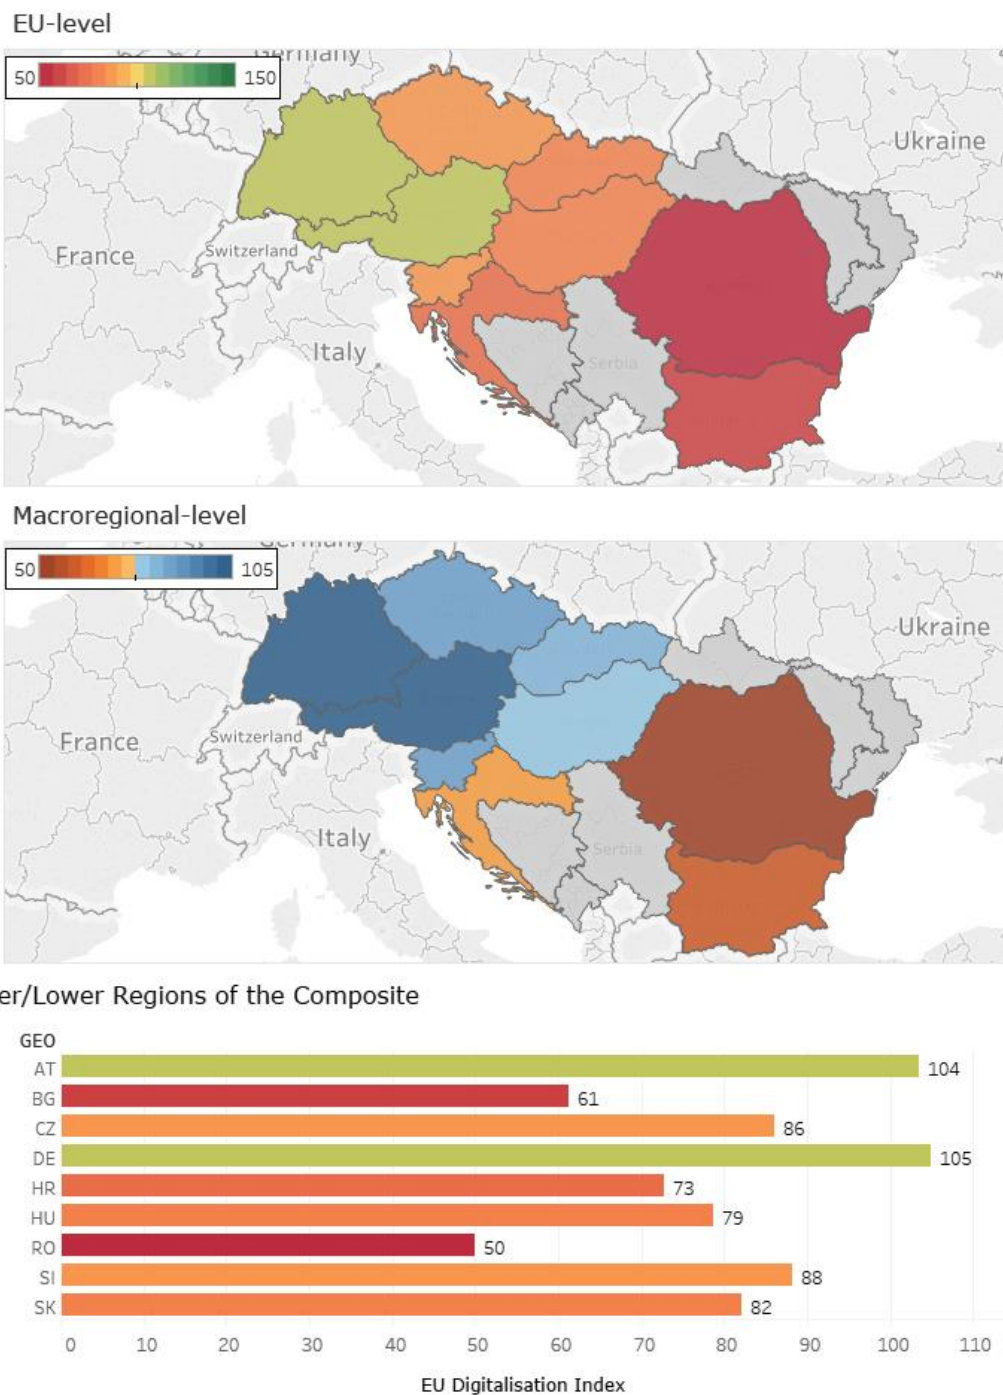 EU-level
Germany
50 150
Ukraine
France
Switzerland
Italy
Serbia
Macroregional-level
Germany
50 105
Ukraine
France
Switzerland
Italy
Serbia
er/Lower Regions of the Composite
GEO
AT 104
BG 61
CZ 86
DE 105
HR 73
HU 79
RO 50
SI 88
SK 82
0 10 20 30 40 50 60 70 80 90 100 110
EU Digitalisation Index